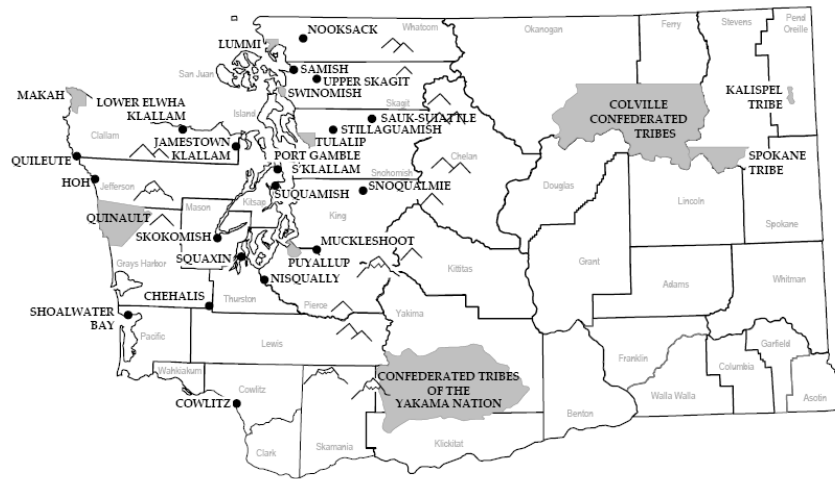 NOOKSACK
Whatcom
Okanogan
Ferry
Stevens
Pend
Oreille
LUMMI
San Juan
SAMISH
UPPER SKAGIT
SWINOMISH
Skagit
MAKAH
LOWER ELWHA
KLALLAM
Island
Clallam
SAUK-SUIATTLE
STILLAGUAMISH
TULALIP
COLVILLE
CONFEDERATED
TRIBES
KALISPEL
TRIBE
JAMESTOWN
KLALLAM
PORT GAMBLE
S'KLALLAM
Snohomish
Chelan
SPOKANE
TRIBE
QUILEUTE
HOH
Jefferson
SUQUAMISH
SNOQUALMIE
Douglas
Lincoln
Spokane
QUINAULT
Mason
Kitsap
King
SKOKOMISH
MUCKLESHOOT
Grays Harbor
SQUAXIN
PUYALLUP
Kittitas
Grant
Adams
Whitman
NISQUALLY
CHEHALIS
Thurston
Pierce
Yakima
SHOALWATER
BAY
Pacific
Lewis
Garfield
Franklin
Columbia
Wahkiakum
CONFEDERATED TRIBES
OF THE
YAKAMA NATION
Cowlitz
COWLITZ
Walla Walla
Asotin
Benton
Klickitat
Skamania
Clark